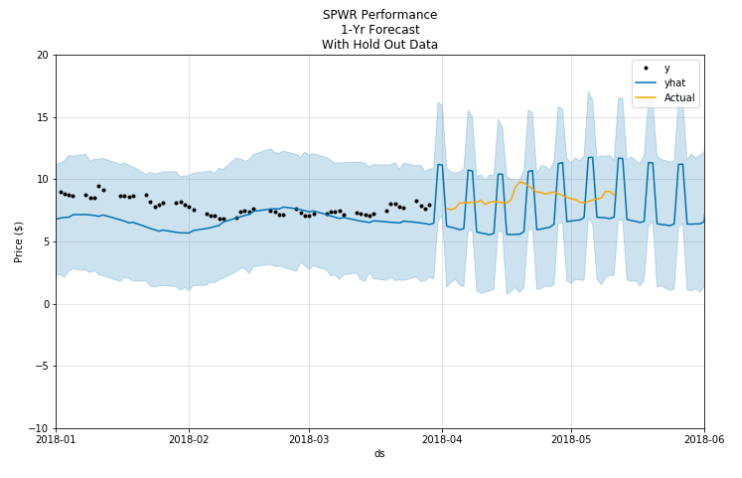 SPWR Performance
1-Yr Forecast
With Hold Out Data
20
15
10
5
0
−5
−10
Price ($)
y
yhat
Actual
2018-01
2018-02
2018-03
2018-04
2018-05
2018-06
ds